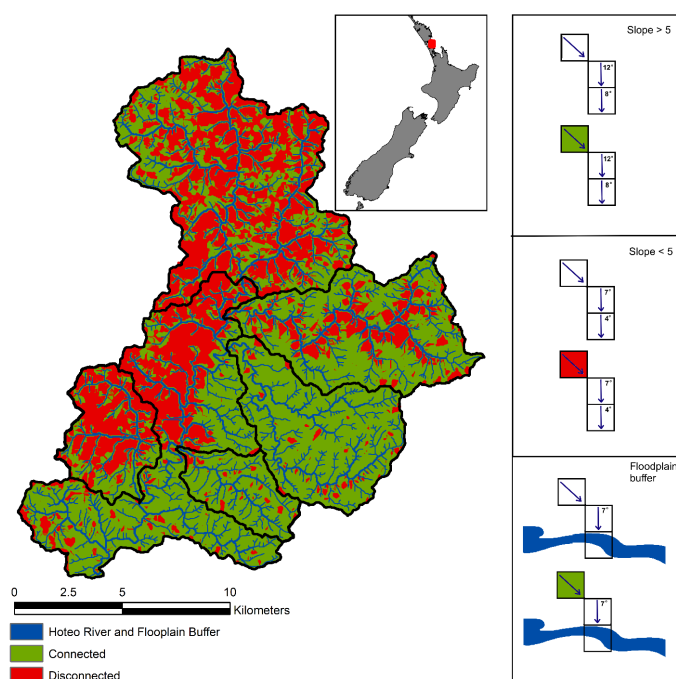 Slope > 5
12°
8°
12°
8°
Slope < 5
7°
4°
7°
4°
Floodplain
buffer
7°
7°
0 2.5 5 10
Kilometers
Hoteo River and Flooplain Buffer
Connected
Disconnected